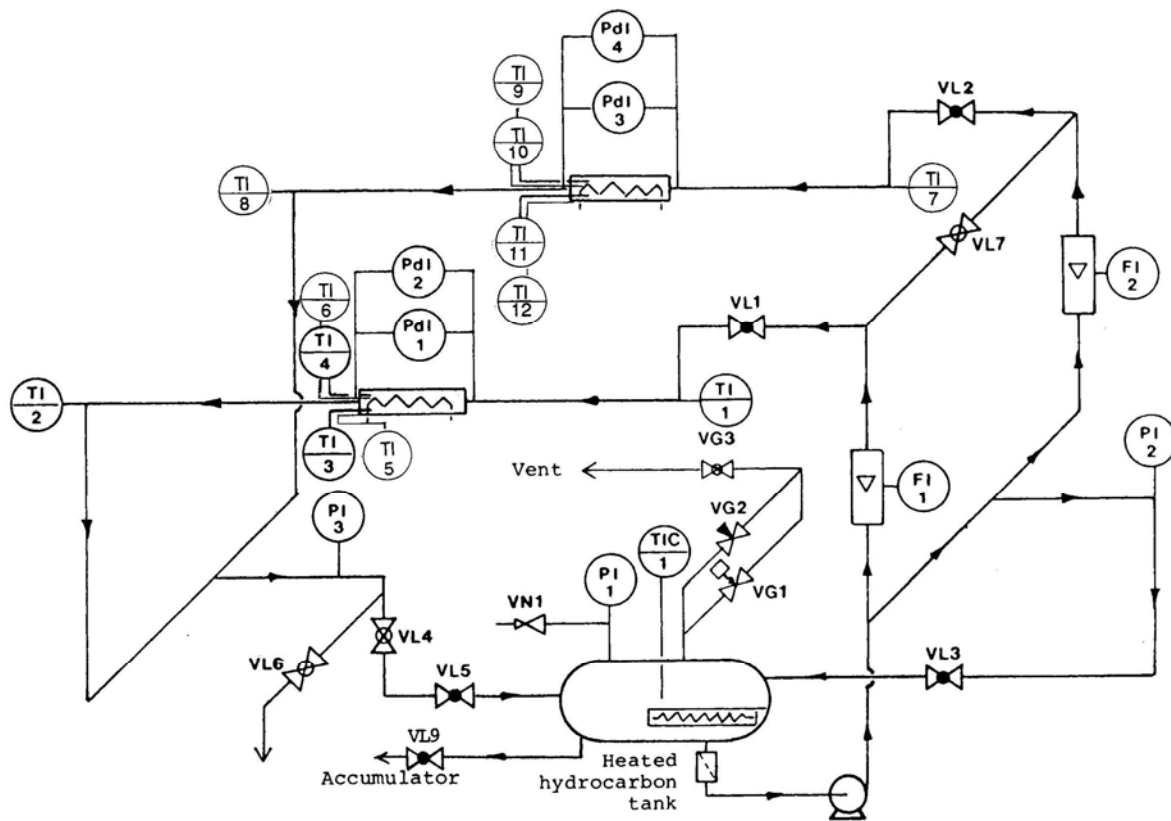 PdI
4
TI
9
PdI
3
VL2
TI
10
TI
8
TI
7
TI
11
VL7
FI
2
PdI
2
TI
12
TI
6
VL1
PdI
1
TI
4
TI
2
TI
1
PI
2
TI
3
TI
5
VG3
Vent
FI
1
PI
3
VG2
TIC
1
PI
1
VG1
VN1
VL4
VL6
VL5
VL3
VL9
Accumulator
Heated
hydrocarbon
tank